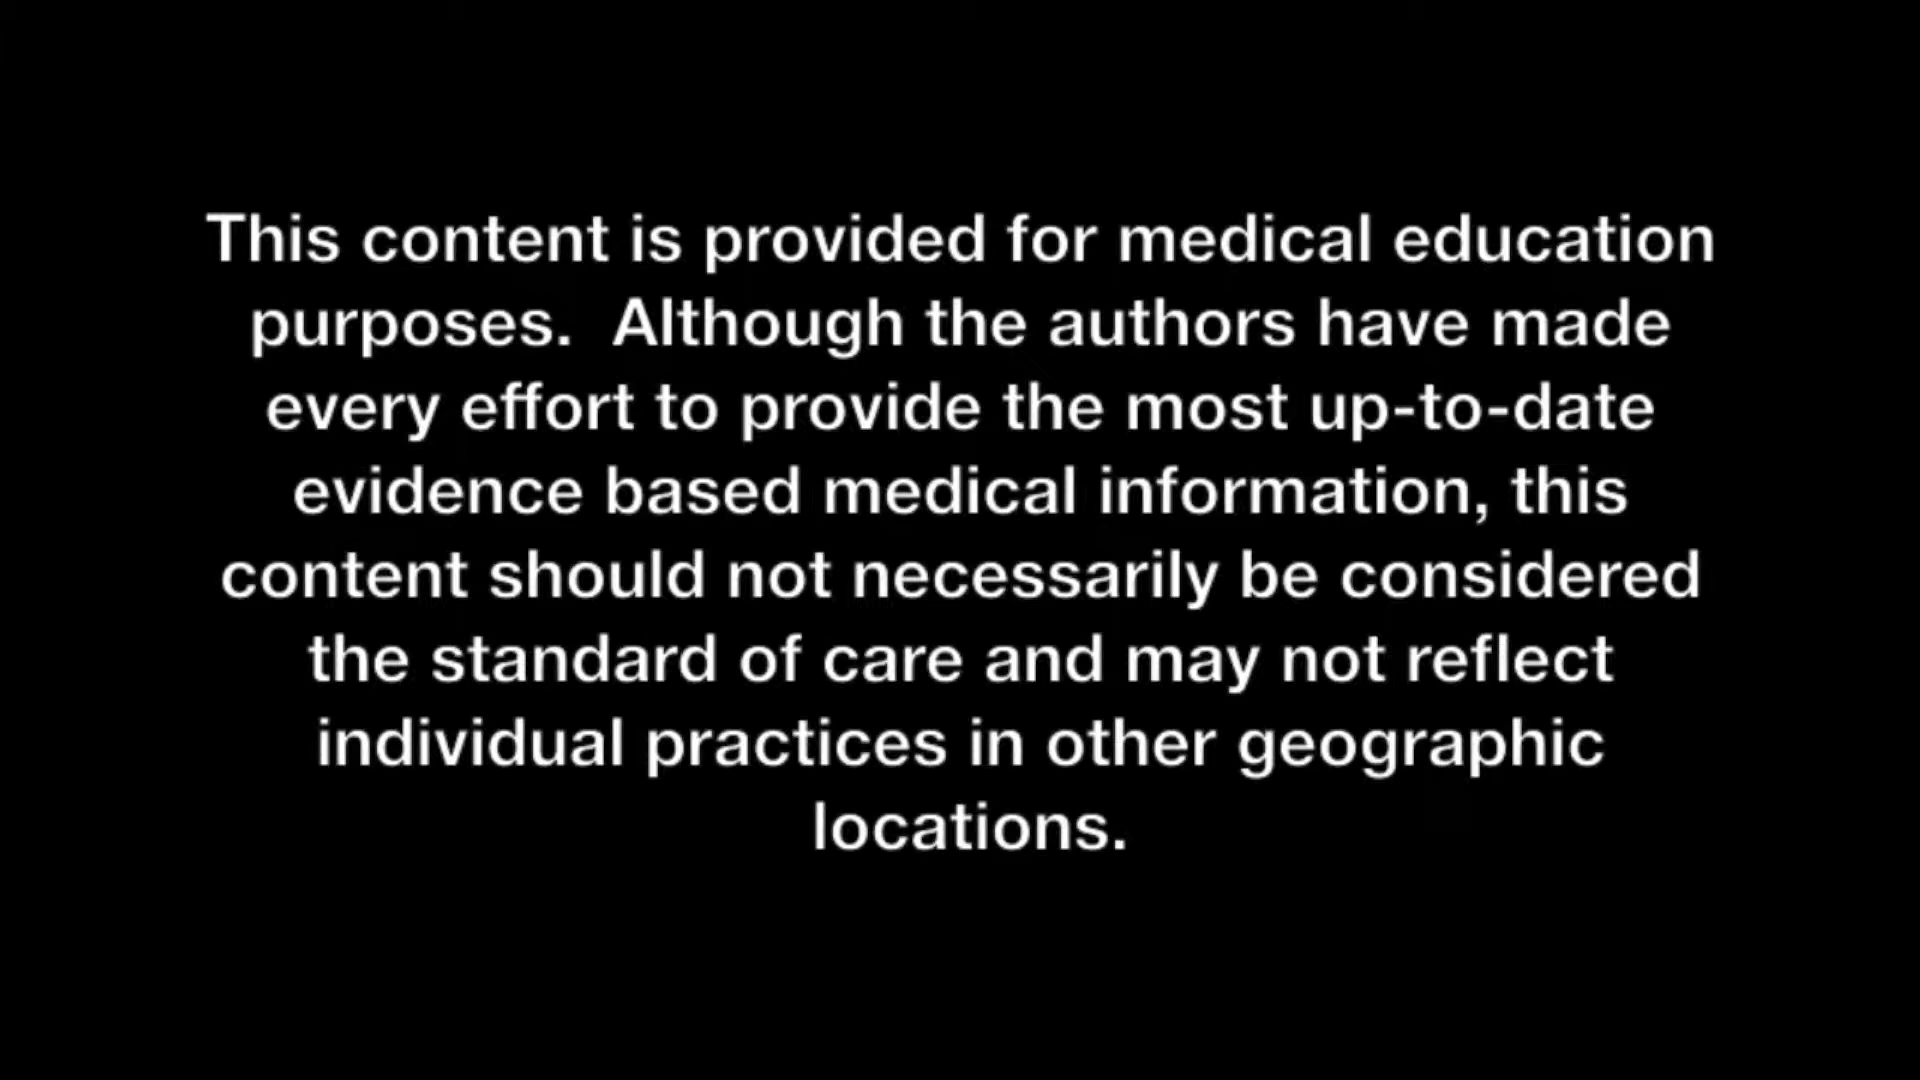 This content is provided for medical education
purposes.  Although the authors have made
every effort to provide the most up-to-date
evidence based medical information, this
content should not necessarily be considered
the standard of care and may not reflect
individual practices in other geographic
locations.